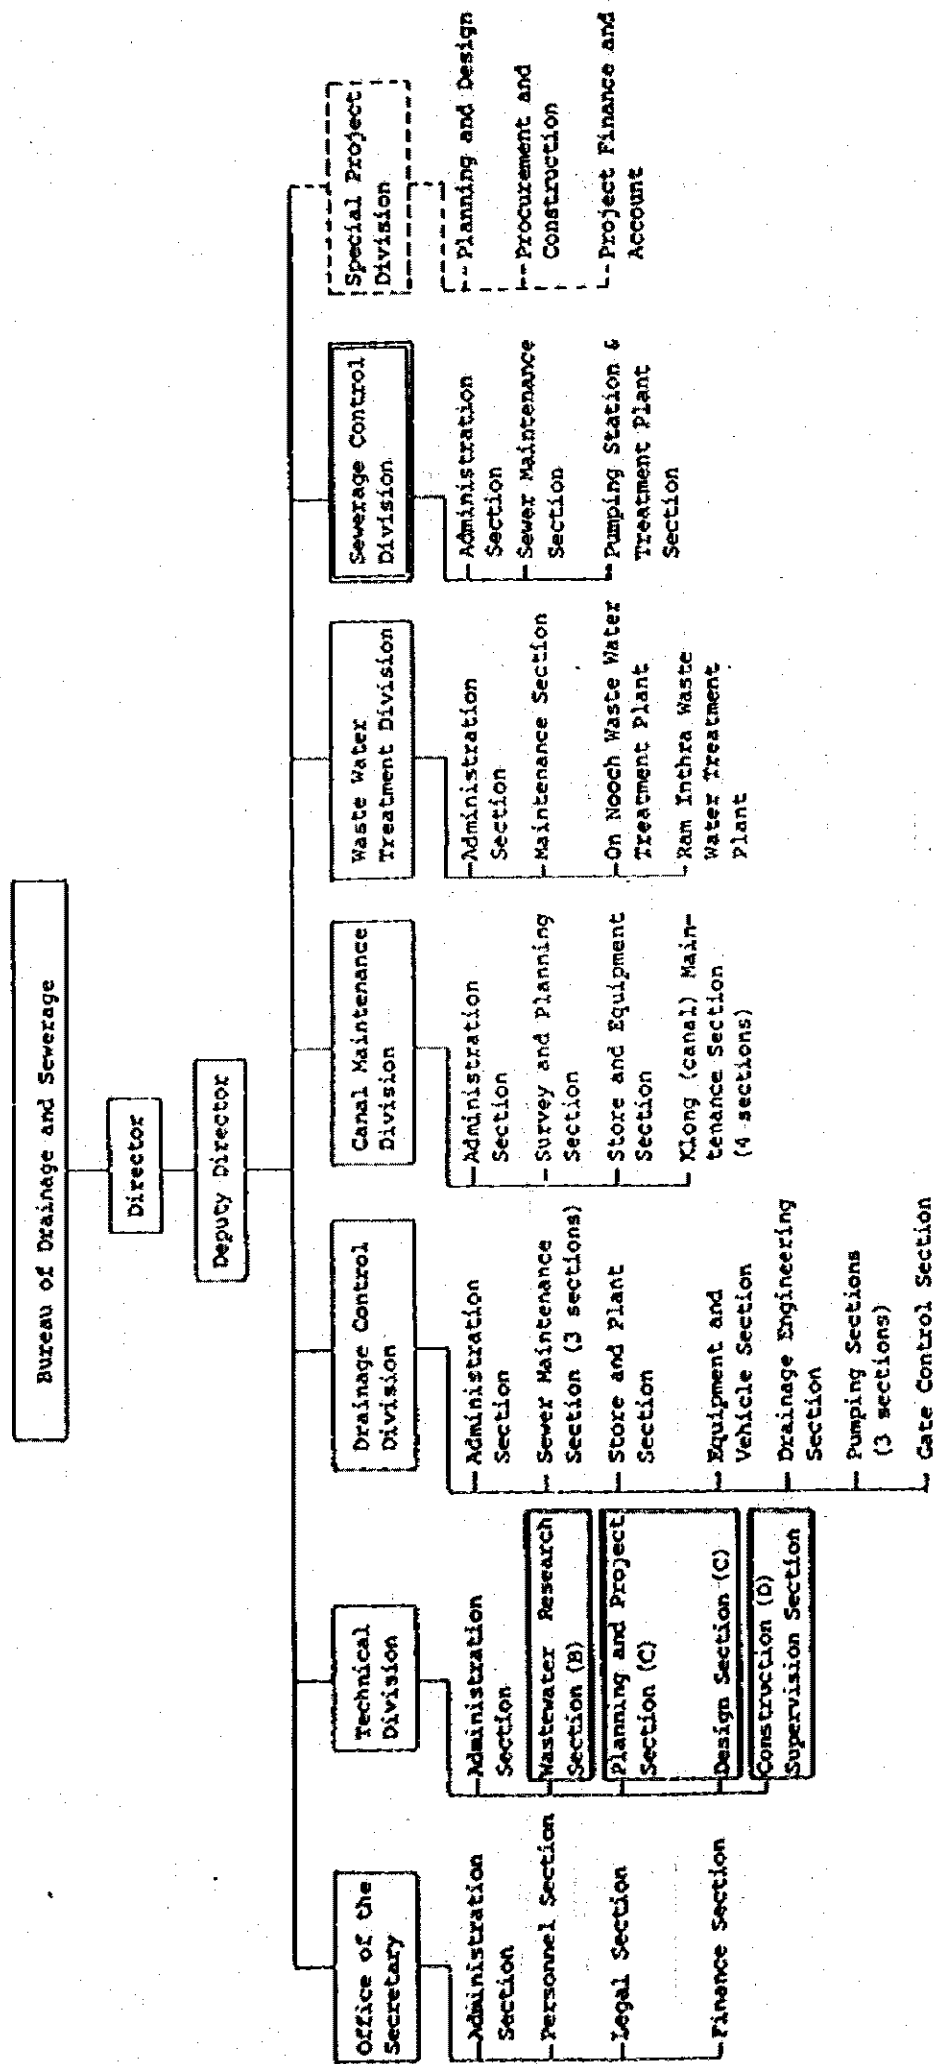 Bureau of Drainage and Sewerage
Director
Deputy Director
Office of the
Secretary
Administration
Section
Personnel Section
Legal Section
Finance Section
Technical
Division
Administration
Section
Wastewater Research
Section (B)
Planning and Project
Section (C)
Design Section (C)
Construction (D)
Supervision Section
Drainage Control
Division
Administration
Section
Sewer Maintenance
Section (3 sections)
Store and Plant
Section
Equipment and
Vehicle Section
Drainage Engineering
Section
Pumping Sections
(3 sections)
Gate Control Section
Canal Maintenance
Division
Administration
Section
Survey and Planning
Section
Store and Equipment
Section
Klong (canal) Main-
tenance Section
(4 sections)
Waste Water
Treatment Division
Administration
Section
Maintenance Section
On Nooch Waste Water
Treatment Plant
Ram Inthra Waste
Water Treatment
Plant
Sewerage Control
Division
Administration
Section
Sewer Maintenance
Section
Pumping Station &
Treatment Plant
Section
Special Project
Division
Planning and Design
Procurement and
Construction
Project Finance and
Account